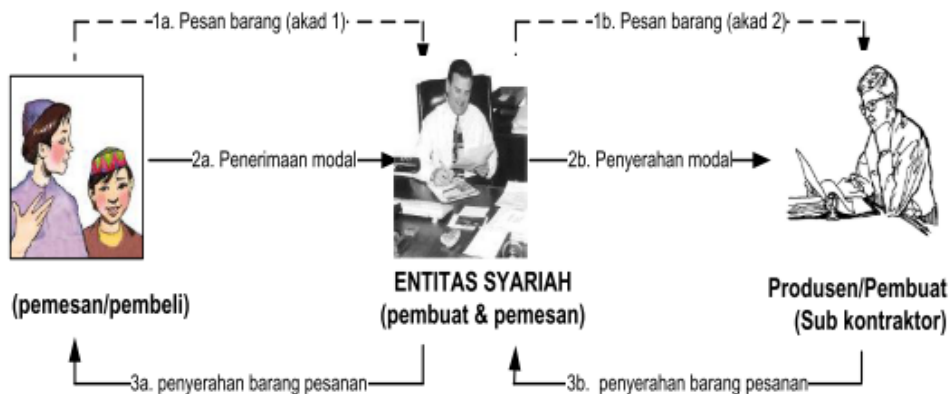 1a. Pesan barang (akad 1)
1b. Pesan barang (akad 2)
2a. Penerimaan modal
2b. Penyerahan modal
(pemesan/pembeli)
ENTITAS SYARIAH
(pembuat & pemesan)
Produsen/Pembuat
(Sub kontraktor)
3a. penyerahan barang pesanan
3b. penyerahan barang pesanan